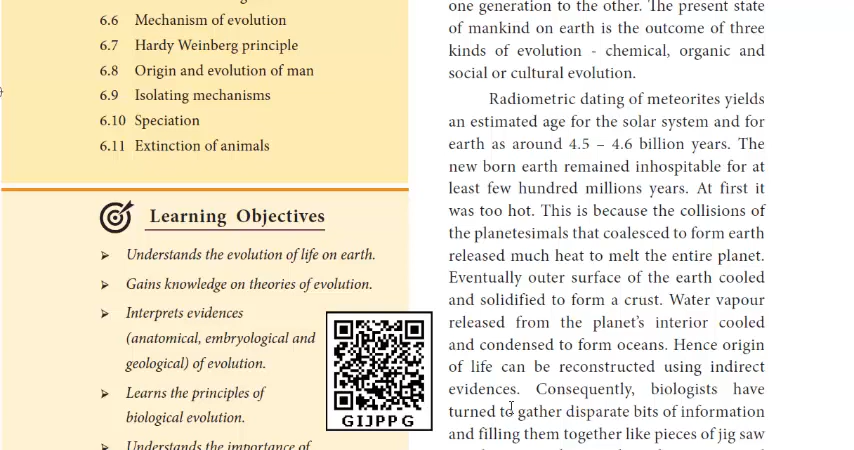 6.6 Mechanism of evolution
6.7 Hardy Weinberg principle
6.8 Origin and evolution of man
6.9 Isolating mechanisms
6.10 Speciation
6.11 Extinction of animals
Learning Objectives
➢ Understands the evolution of life on earth.
➢ Gains knowledge on theories of evolution.
➢ Interprets evidences
(anatomical, embryological and
geological) of evolution.
➢ Learns the principles of
biological evolution.
➢ Understands the importance of
GIJPPG
one generation to the other. The present state
of mankind on earth is the outcome of three
kinds of evolution - chemical, organic and
social or cultural evolution.
Radiometric dating of meteorites yields
an estimated age for the solar system and for
earth as around 4.5 – 4.6 billion years. The
new born earth remained inhospitable for at
least few hundred millions years. At first it
was too hot. This is because the collisions of
the planetesimals that coalesced to form earth
released much heat to melt the entire planet.
Eventually outer surface of the earth cooled
and solidified to form a crust. Water vapour
released from the planet's interior cooled
and condensed to form oceans. Hence origin
of life can be reconstructed using indirect
evidences. Consequently, biologists have
turned to gather disparate bits of information
and filling them together like pieces of jig saw